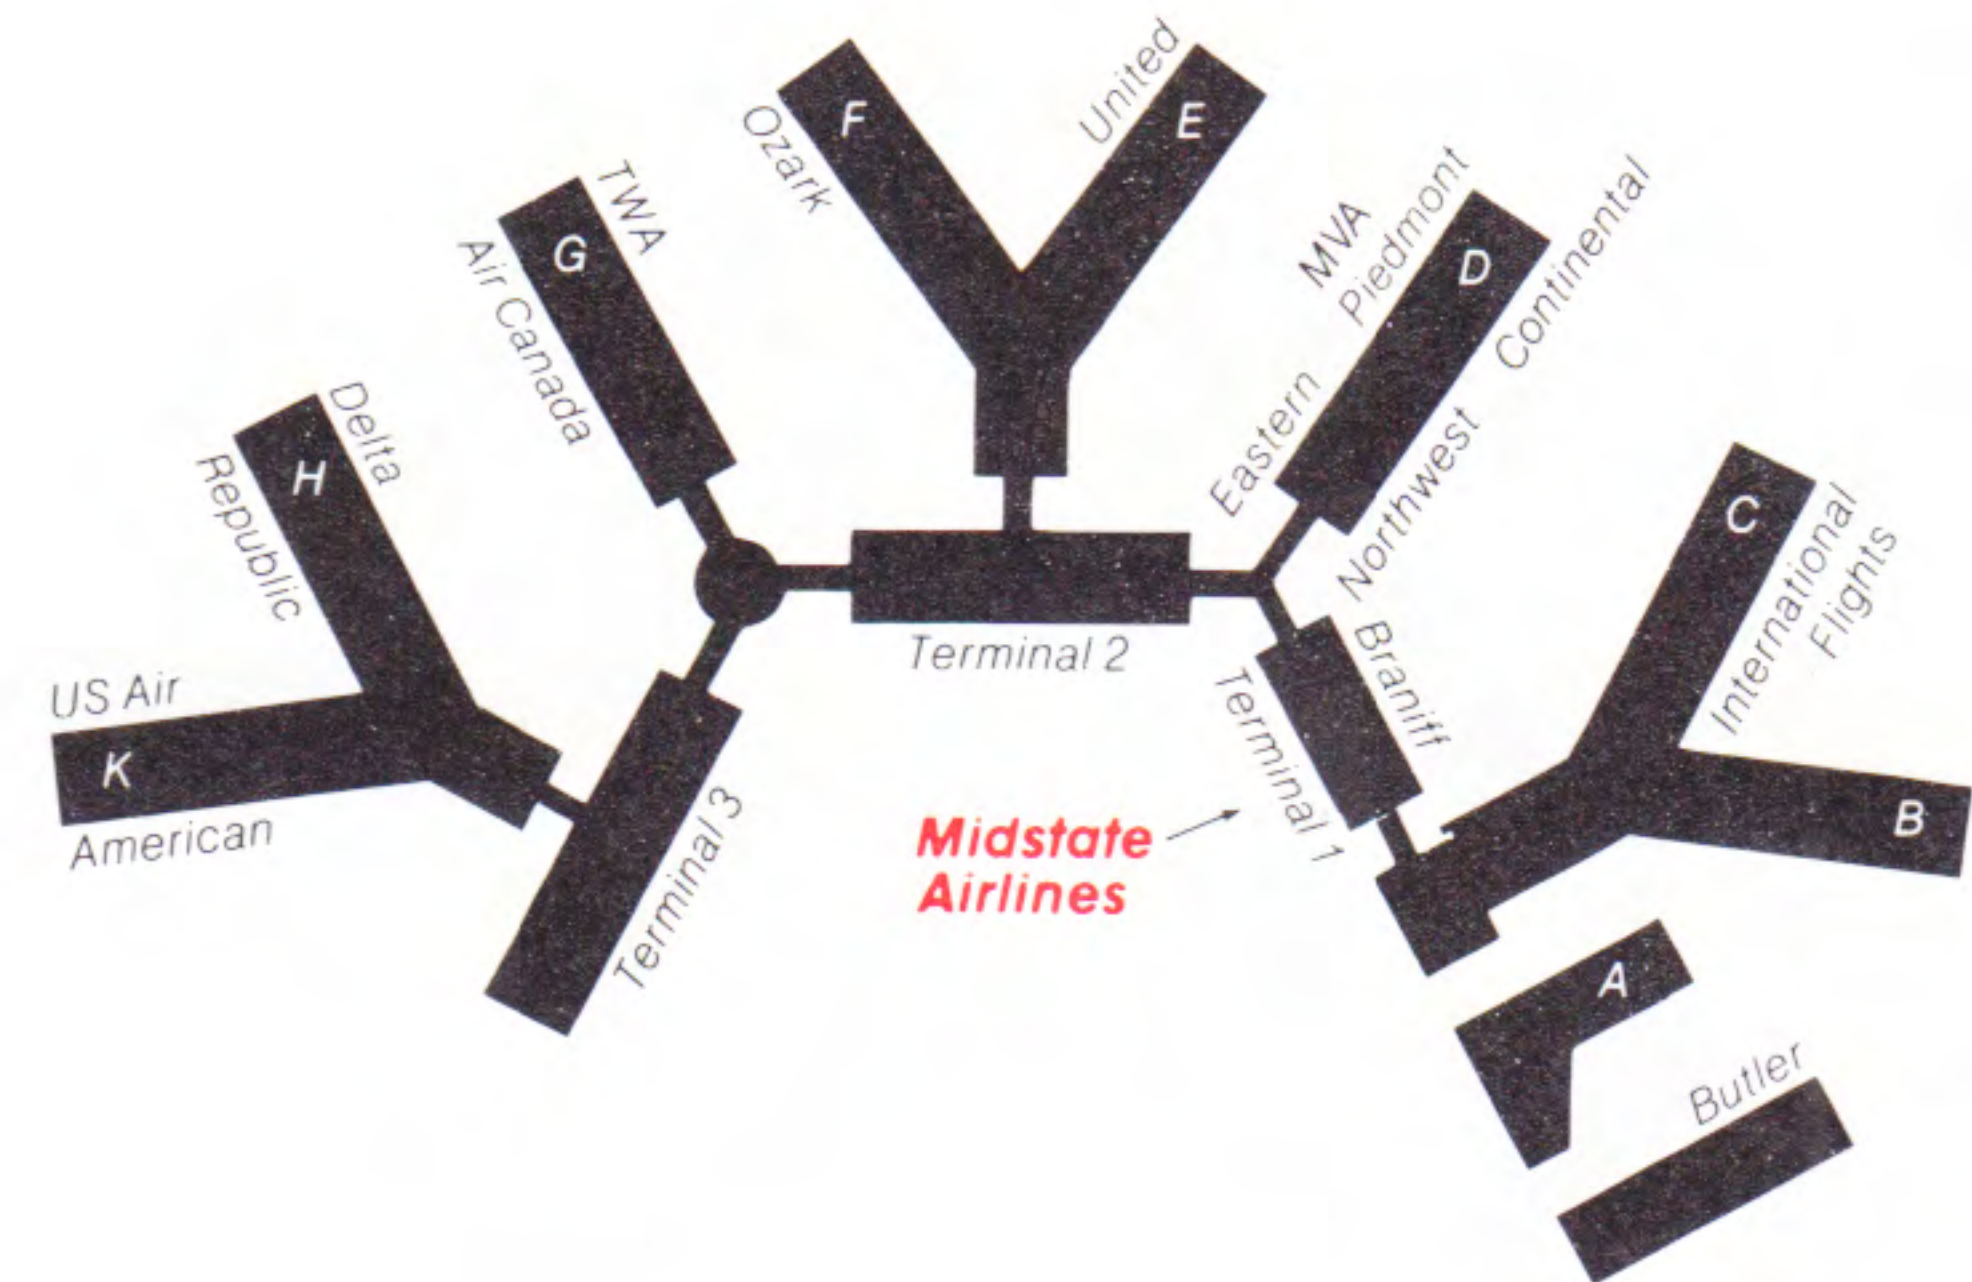 F
United
E
Ozark
TWA
G
Air Canada
MVA
Piedmont
D
Continental
Eastern
Northwest
Delta
H
Republic
C
International
Flights
US Air
K
American
Terminal 2
Braniff
Terminal 1
Terminal 3
Midstate
Airlines
B
A
Butler